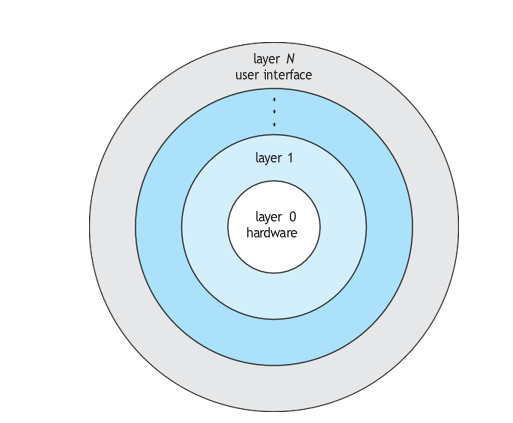 layer N
user interface
layer 1
layer 0
hardware